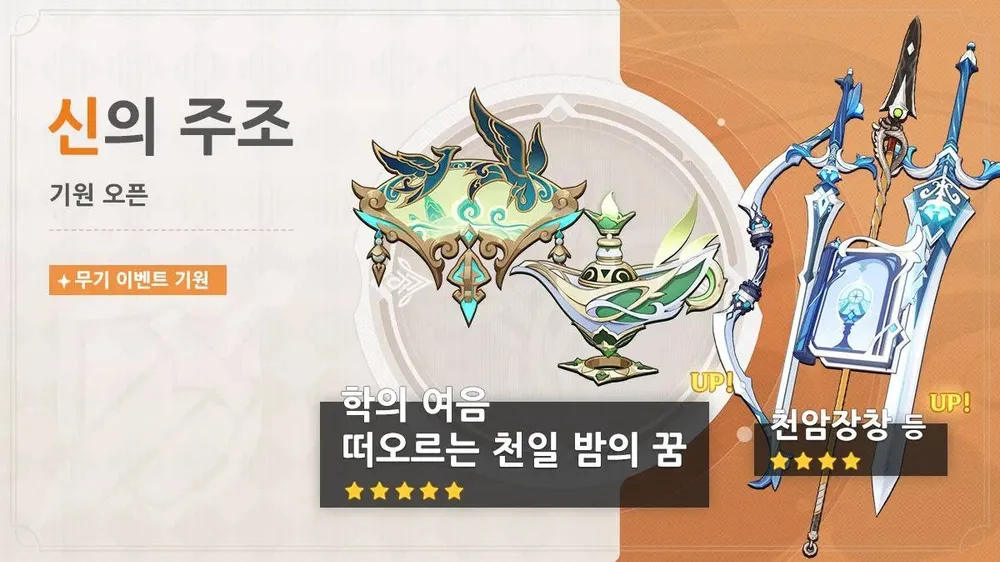 신의 주조
기원 오픈
무기 이벤트 기원
학의 여음
떠오르는 천일 밤의 꿈
UP!
천암장창 등
UP!